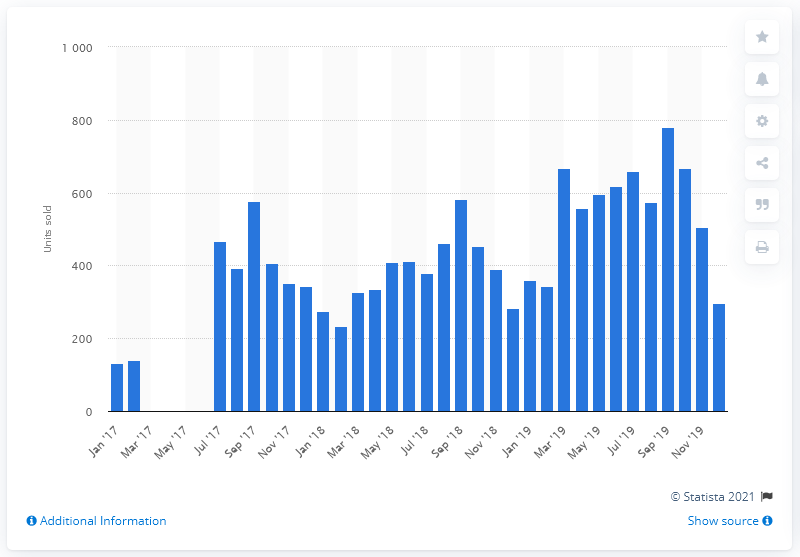 1 000
800
600
400
200
0
Units sold
Jan '17
Mar '17
May '17
Jul '17
Sep '17
Nov '17
Jan '18
Mar '18
May '18
Jul '18
Sep '18
Nov '18
Jan '19
Mar '19
May '19
Jul '19
Sep '19
Nov '19
© Statista 2021
Additional Information
Show source